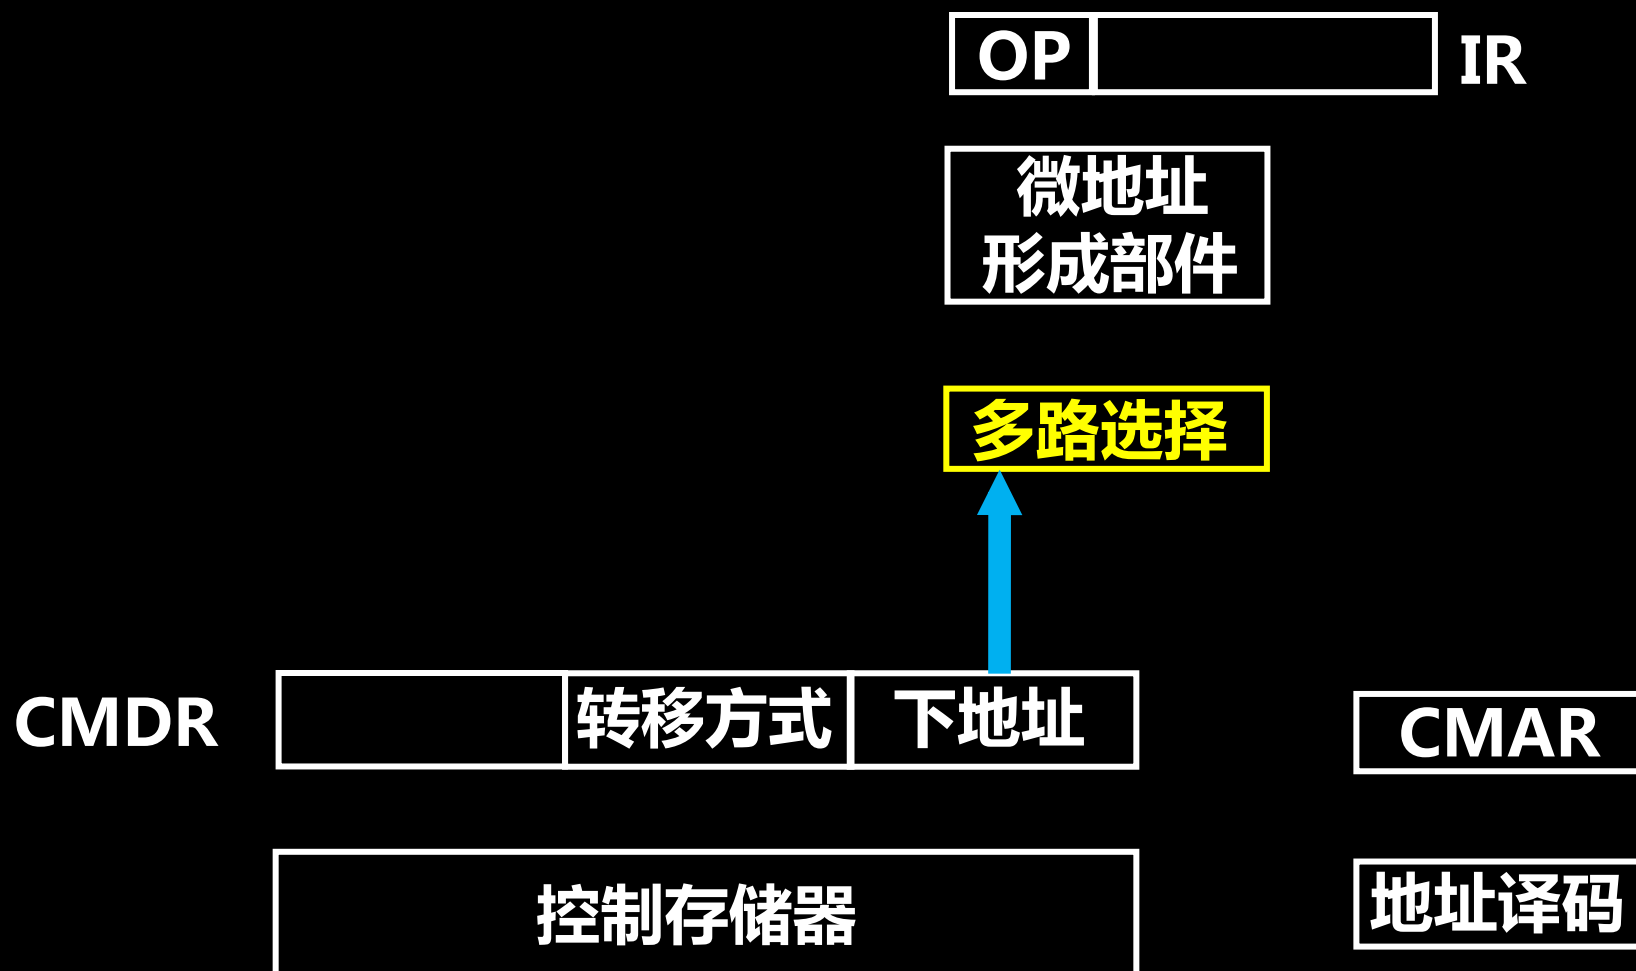 OP
IR
微地址
形成部件
多路选择
CMDR
转移方式
下地址
CMAR
控制存储器
地址译码